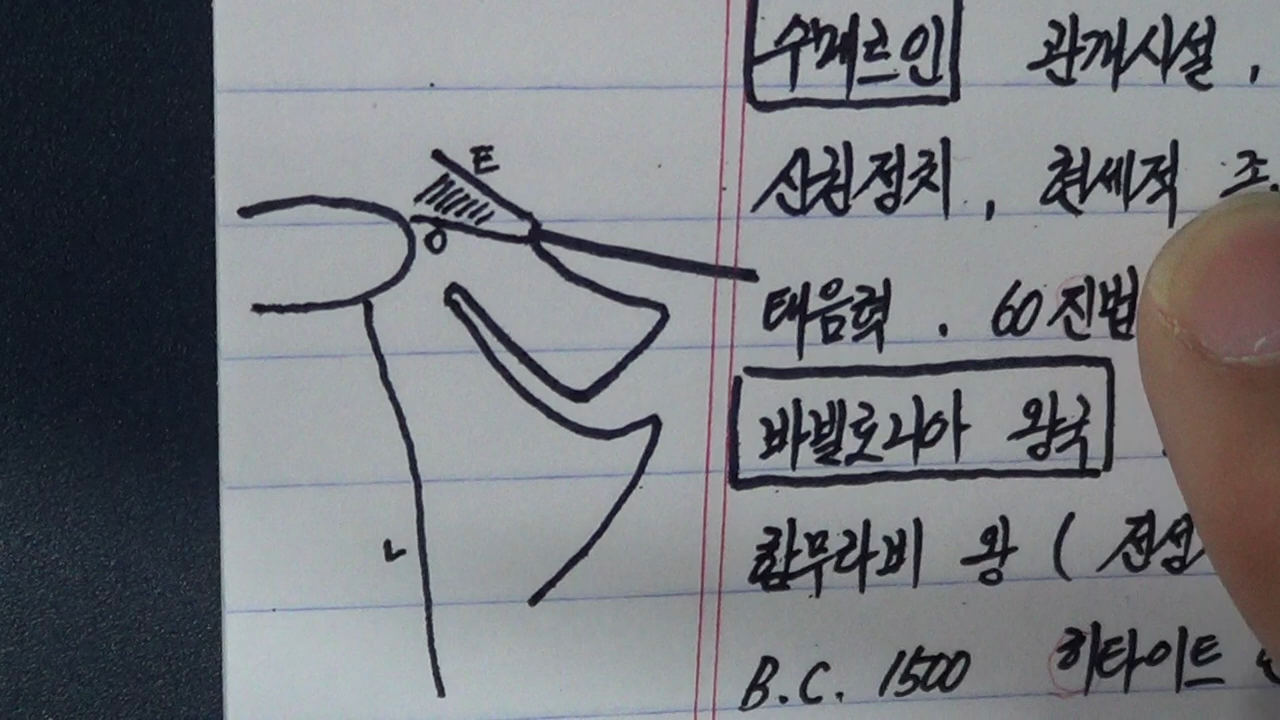 수메르인 관개시설,
신권정치, 현세적
태음력. 60진법
바빌로니아 왕국
함무라비 왕 (전성
B.C. 1500 히타이트
E